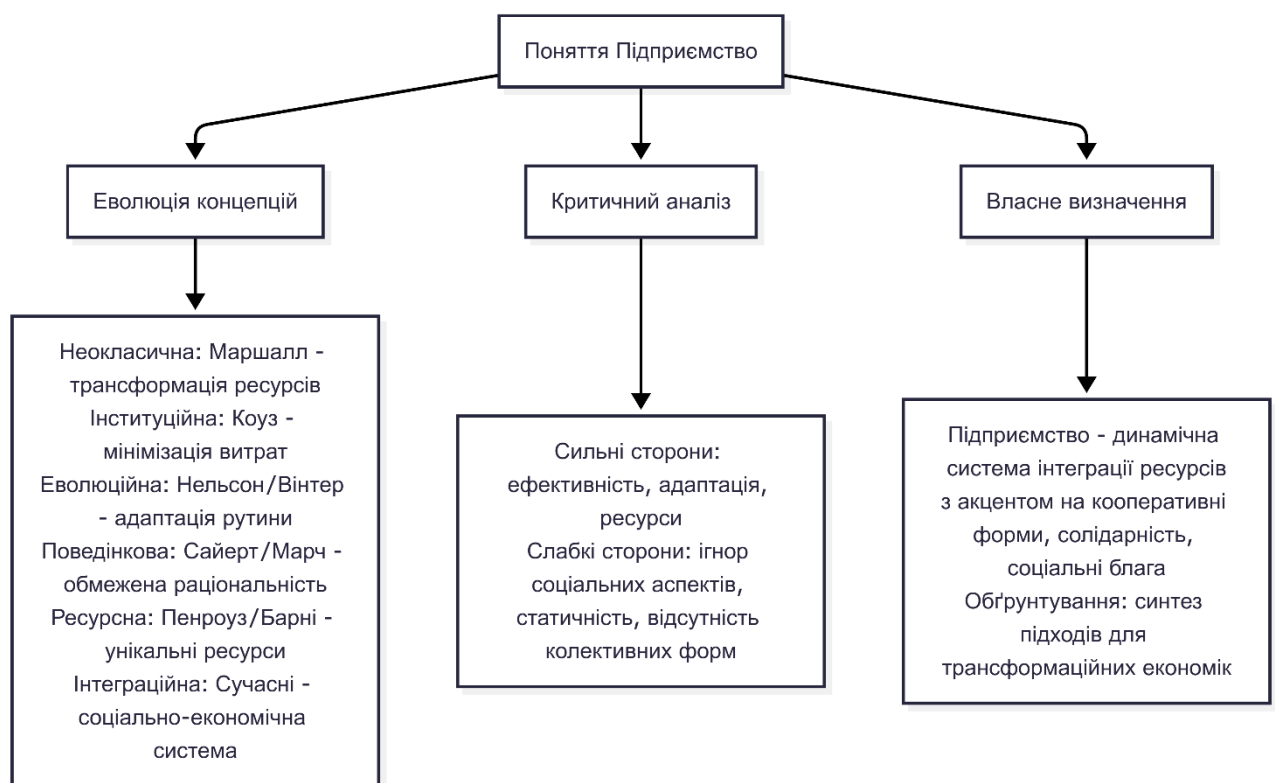 Поняття Підприємство
Еволюція концепцій
Критичний аналіз
Власне визначення
Неокласична: Маршалл -
трансформація ресурсів
Інституційна: Коуз -
мінімізація витрат
Еволюційна: Нельсон/Вінтер
- адаптація рутини
Поведінкова: Сайерт/Марч -
обмежена раціональність
Ресурсна: Пенроуз/Барні -
унікальні ресурси
Інтеграційна: Сучасні -
соціально-економічна
система
Сильні сторони:
ефективність, адаптація,
ресурси
Слабкі сторони: ігнор
соціальних аспектів,
статичність, відсутність
колективних форм
Підприємство - динамічна
система інтеграції ресурсів
з акцентом на кооперативні
форми, солідарність,
соціальні блага
Обґрунтування: синтез
підходів для
трансформаційних економік